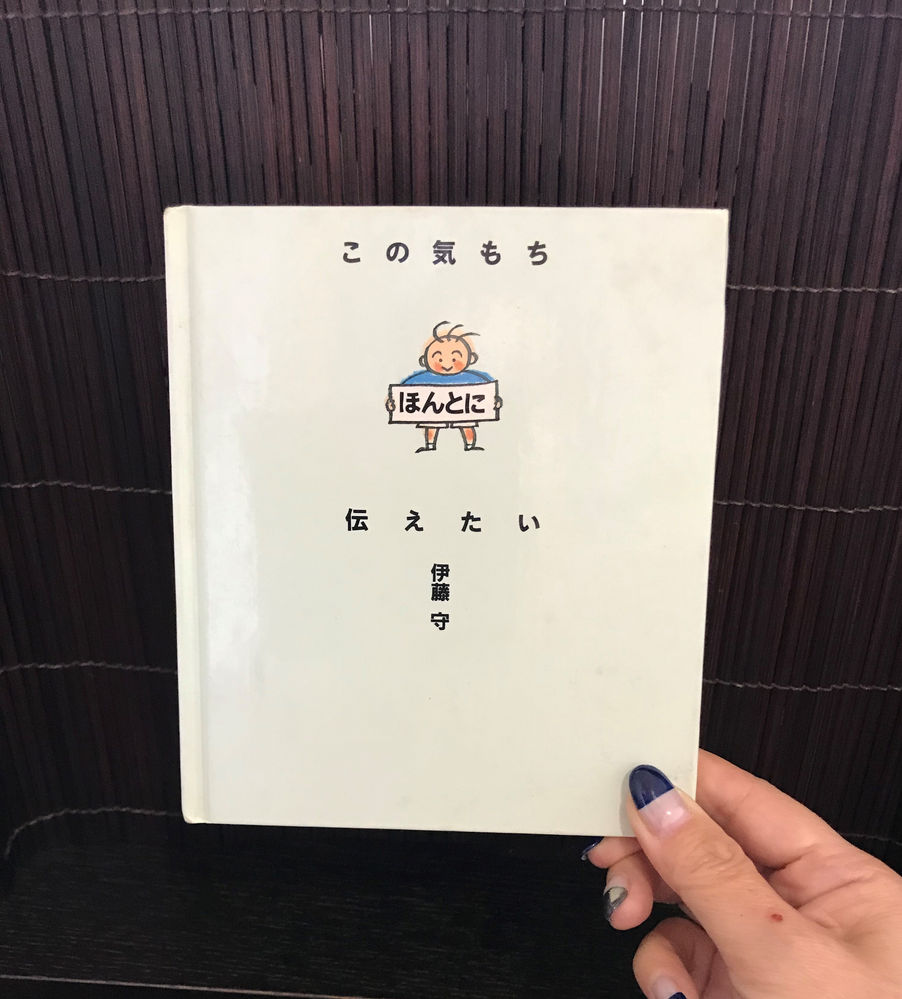 この気もち
ほんとに
伝えたい
伊藤 守